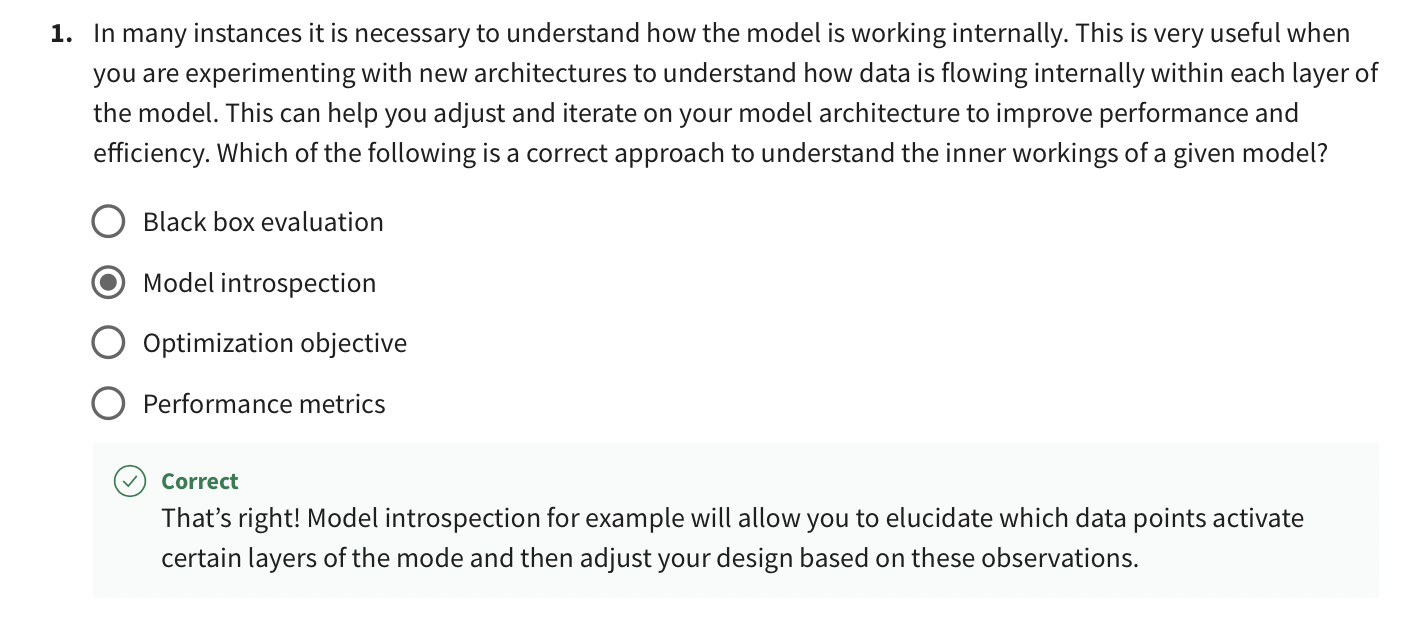 1. In many instances it is necessary to understand how the model is working internally. This is very useful when
you are experimenting with new architectures to understand how data is flowing internally within each layer of
the model. This can help you adjust and iterate on your model architecture to improve performance and
efficiency. Which of the following is a correct approach to understand the inner workings of a given model?
Black box evaluation
Model introspection
Optimization objective
Performance metrics
Correct
That’s right! Model introspection for example will allow you to elucidate which data points activate
certain layers of the mode and then adjust your design based on these observations.